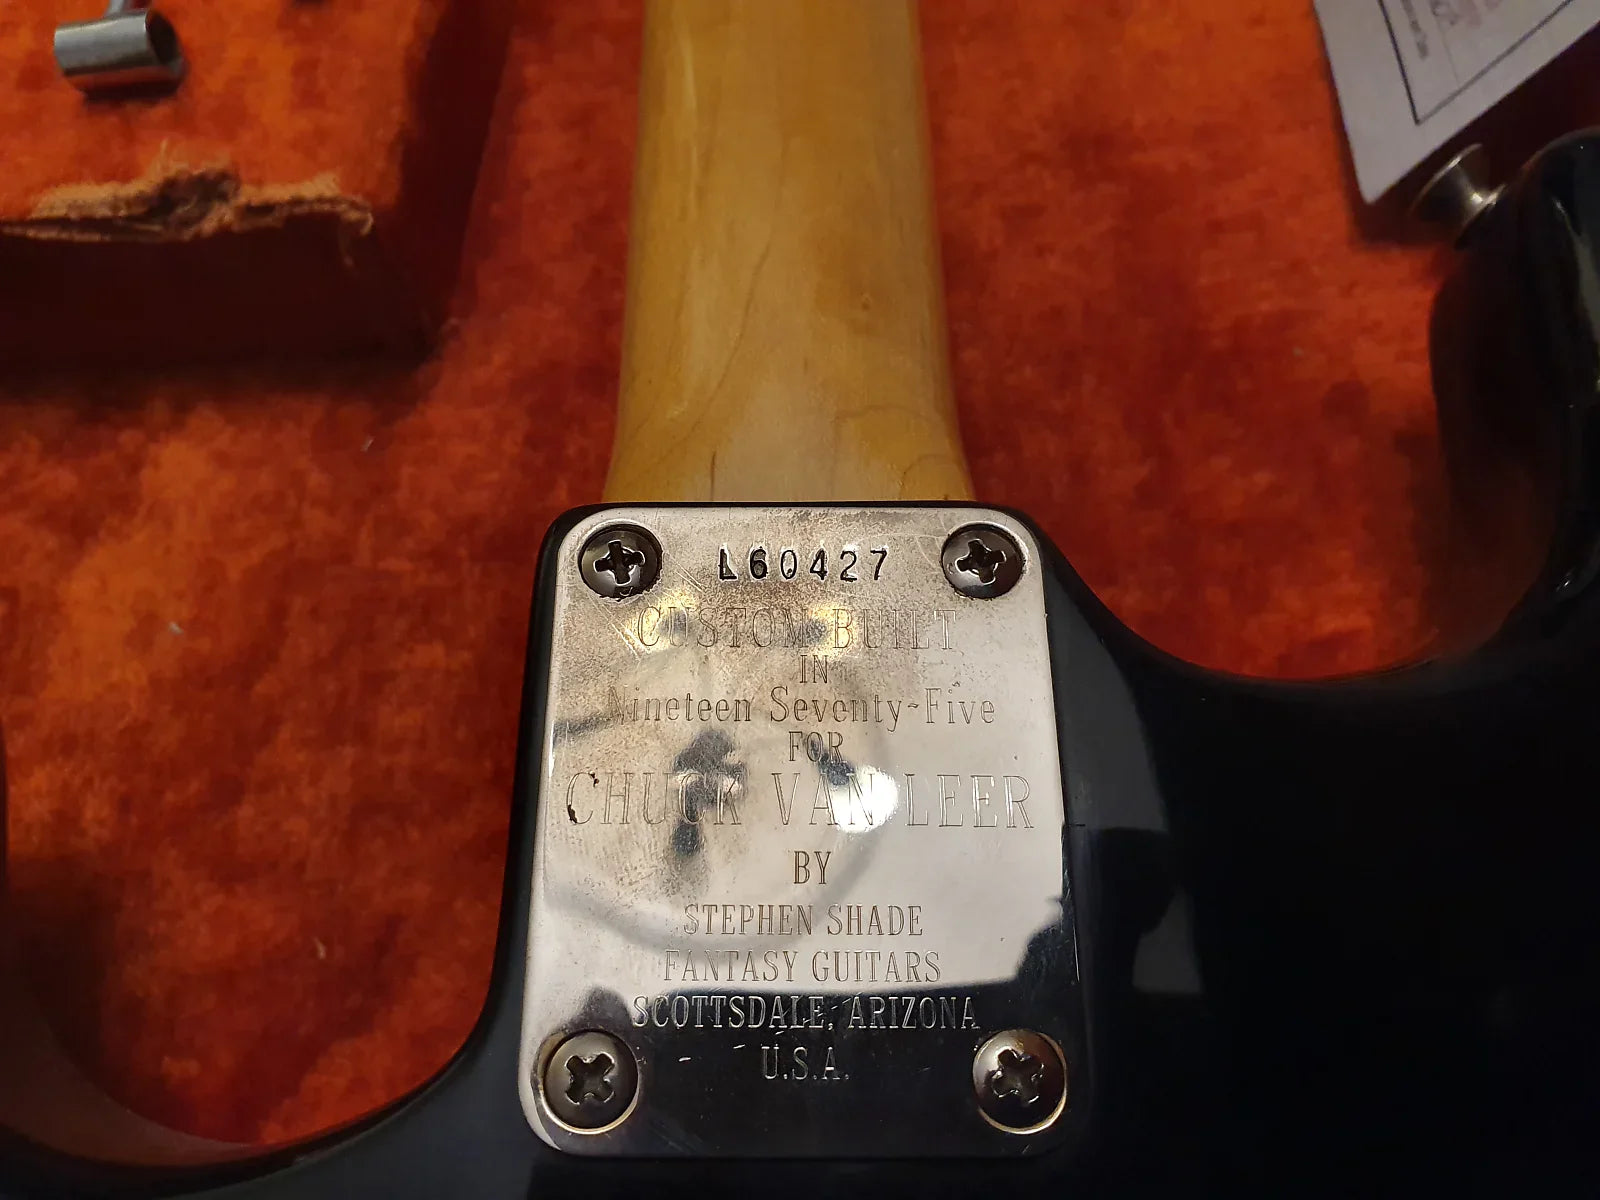 L60427
CUSTOM BUILT
IN
Nineteen Seventy-Five
FOR
CHUCK VAN LEER
BY
STEPHEN SHADE
FANTASY GUITARS
SCOTTSDALE, ARIZONA
U.S.A.